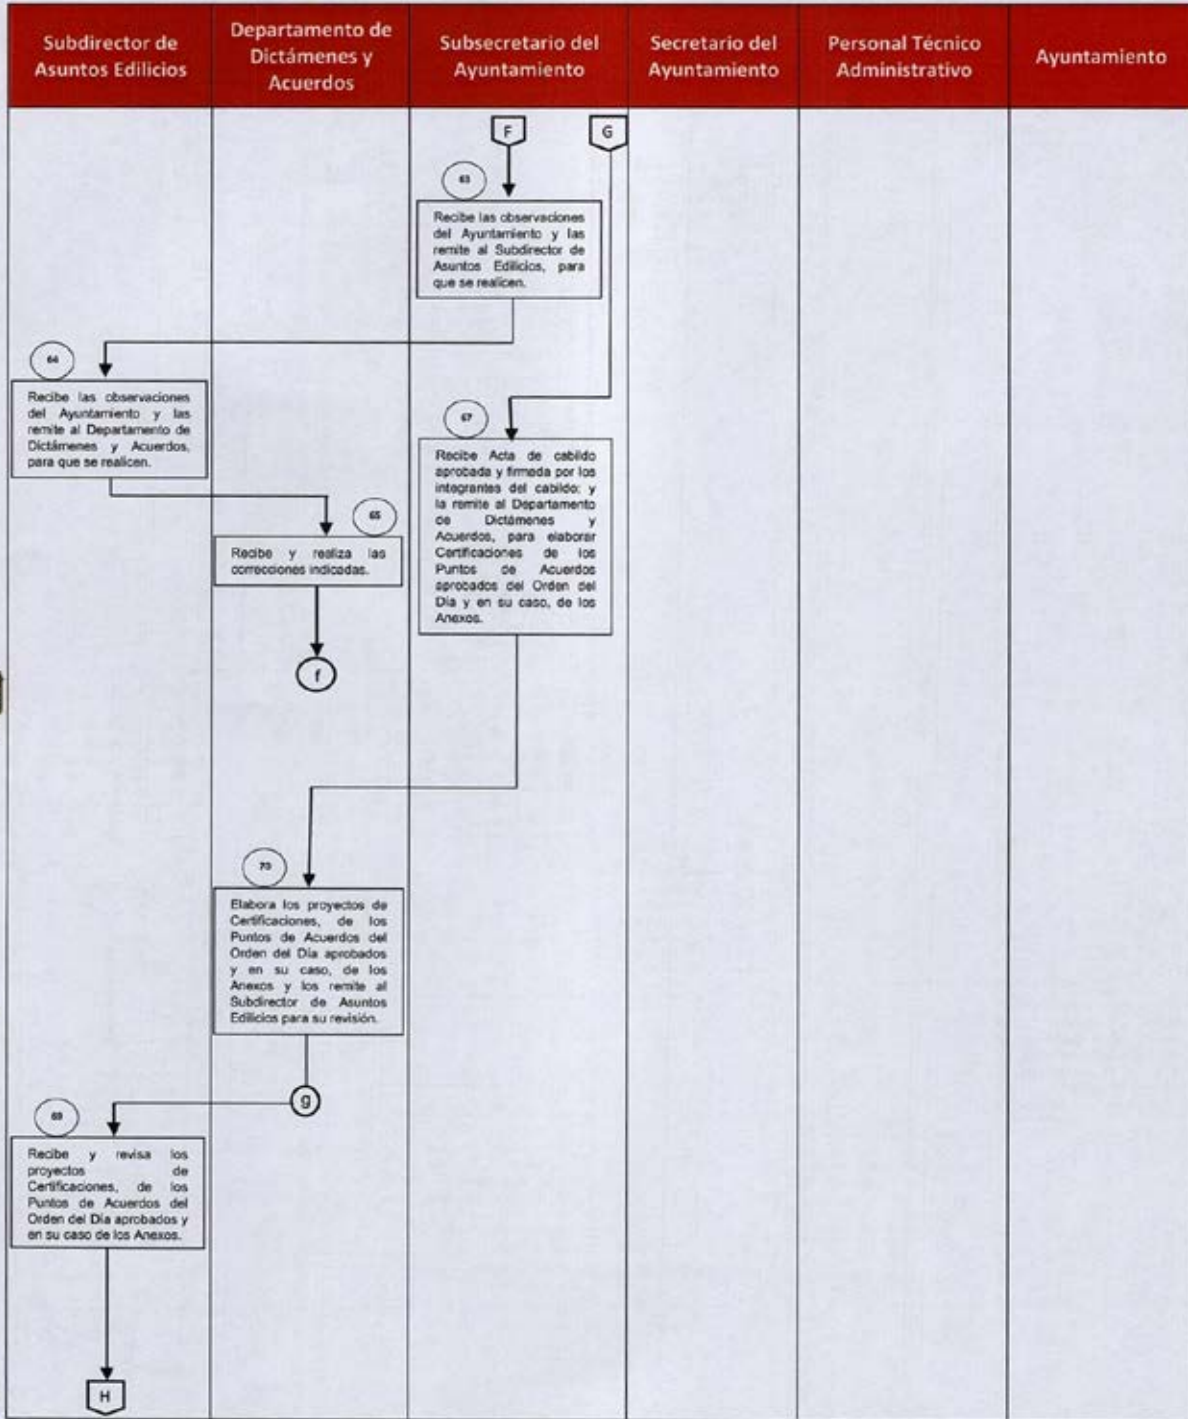 Subdirector de
Asuntos Edilicios
Departamento de
Dictámenes y
Acuerdos
Subsecretario del
Ayuntamiento
Secretario del
Ayuntamiento
Personal Técnico
Administrativo
Ayuntamiento
F
G
63
Recibe las observaciones
del Ayuntamiento y las
remite al Subdirector de
Asuntos Edilicios, para
que se realicen.
64
Recibe las observaciones
del Ayuntamiento y las
remite al Departamento de
Dictámenes y Acuerdos,
para que se realicen.
65
Recibe y realiza las
correcciones indicadas.
f
67
Recibe Acta de cabildo
aprobada y firmada por los
integrantes del cabildo; y
la remite al Departamento
de Dictámenes y
Acuerdos, para elaborar
Certificaciones de los
Puntos de Acuerdos
aprobados del Orden del
Día y en su caso, de los
Anexos.
70
Elabora los proyectos de
Certificaciones, de los
Puntos de Acuerdos del
Orden del Día aprobados
y en su caso, de los
Anexos y los remite al
Subdirector de Asuntos
Edilicios para su revisión.
g
69
Recibe y revisa los
proyectos de
Certificaciones, de los
Puntos de Acuerdos del
Orden del Día aprobados y
en su caso de los Anexos.
H